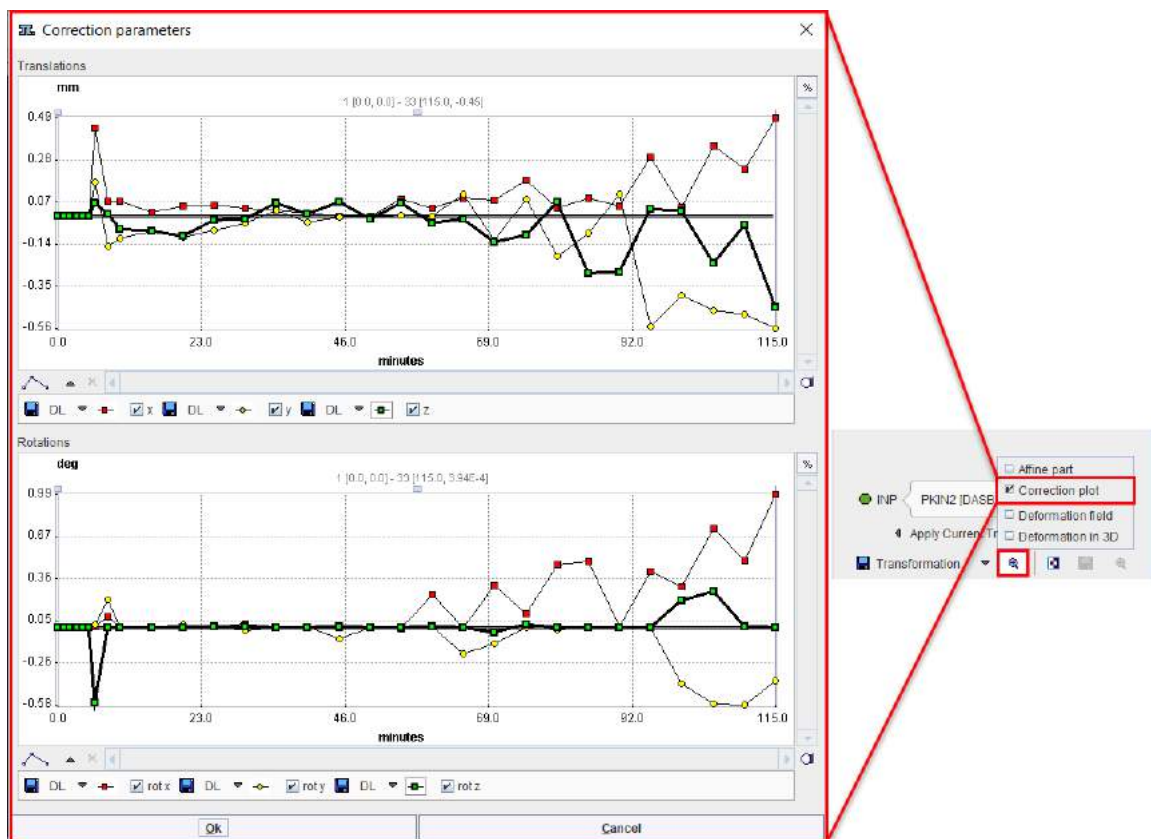 Correction parameters
Translations
mm
%
1 [0.0, 0.0] - 33 [115.0, -0.45]
0.49
0.28
0.07
-0.14
-0.35
-0.56
0.0 23.0 46.0 69.0 92.0 115.0
minutes
DL x DL y DL z
Rotations
deg
%
1 [0.0, 0.0] - 33 [115.0, 3.94E-4]
0.99
0.67
0.36
0.05
-0.26
-0.58
0.0 23.0 46.0 69.0 92.0 115.0
minutes
DL rot x DL rot y DL rot z
Ok Cancel
Affine part
INP PKIN2 [DASB
Correction plot
Deformation field
Apply Current Tr
Deformation in 3D
Transformation